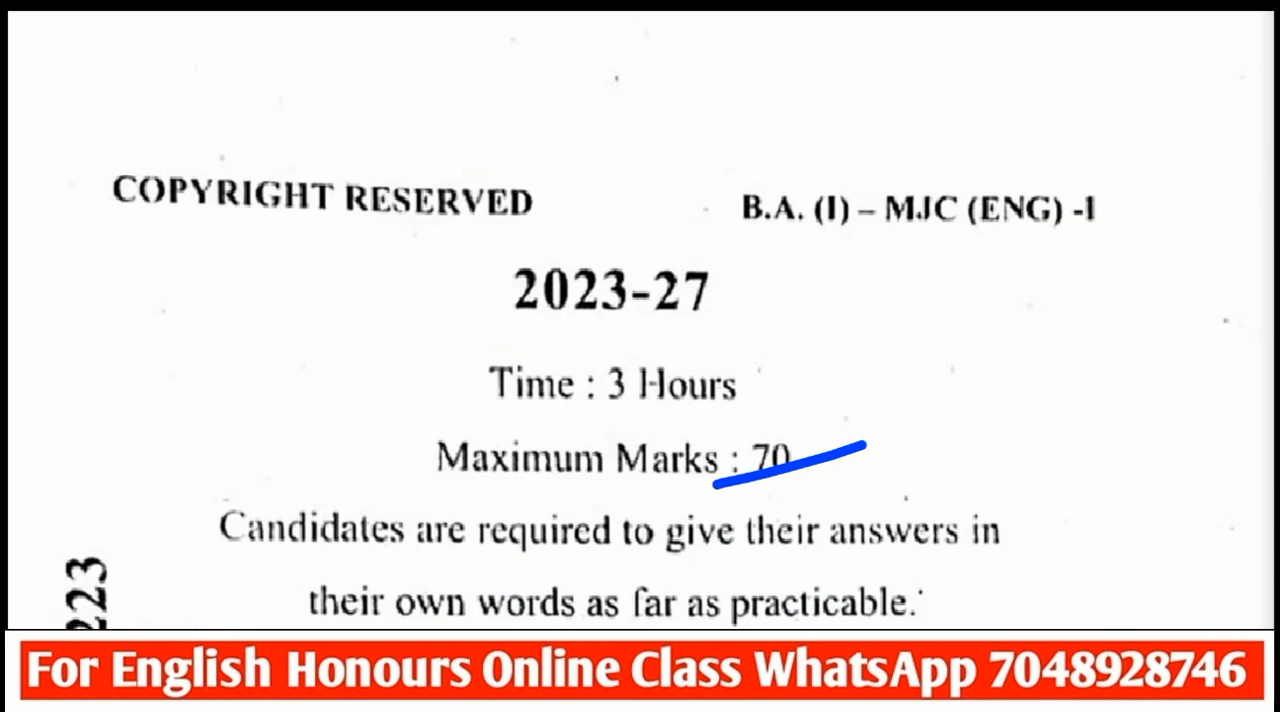 COPYRIGHT RESERVED B.A. (I) – MJC (ENG) -1
2023-27
Time : 3 Hours
Maximum Marks : 70
Candidates are required to give their answers in
their own words as far as practicable.
223
For English Honours Online Class WhatsApp 7048928746